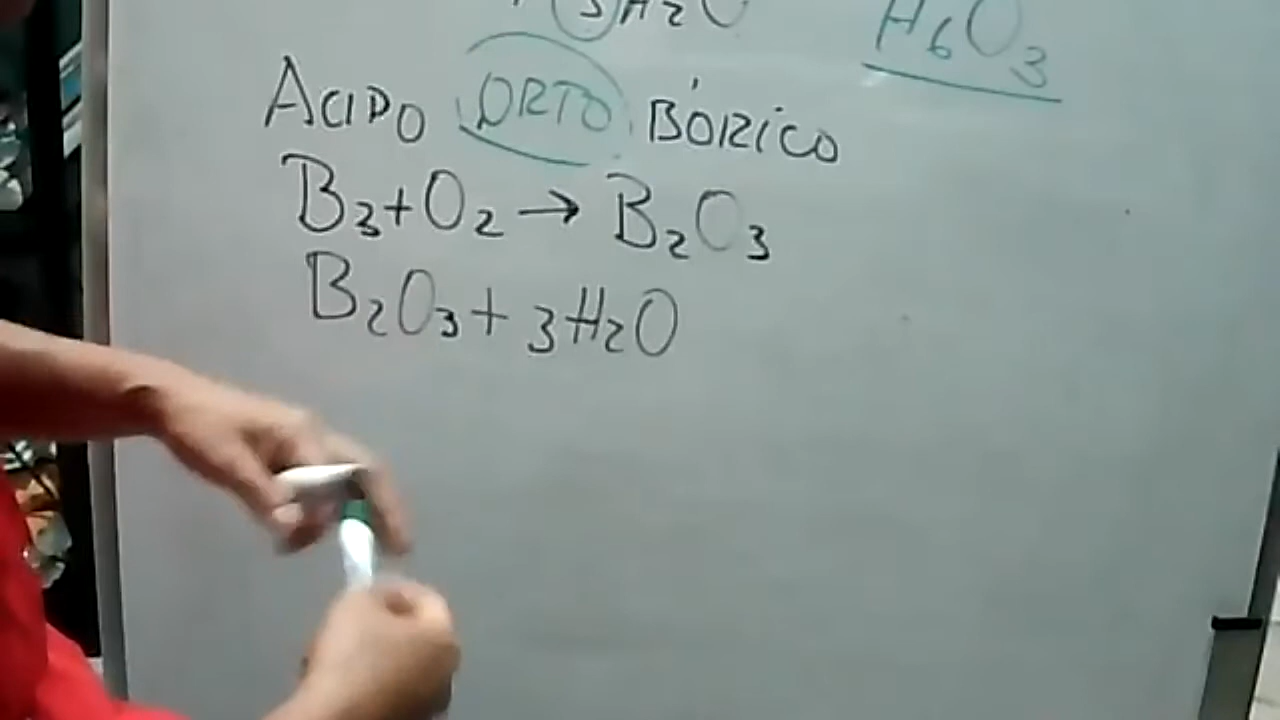 3H₂O
H₆O₃
ACIDO ORTO BÓRICO
B₃+O₂→B₂O₃
B₂O₃+3H₂O